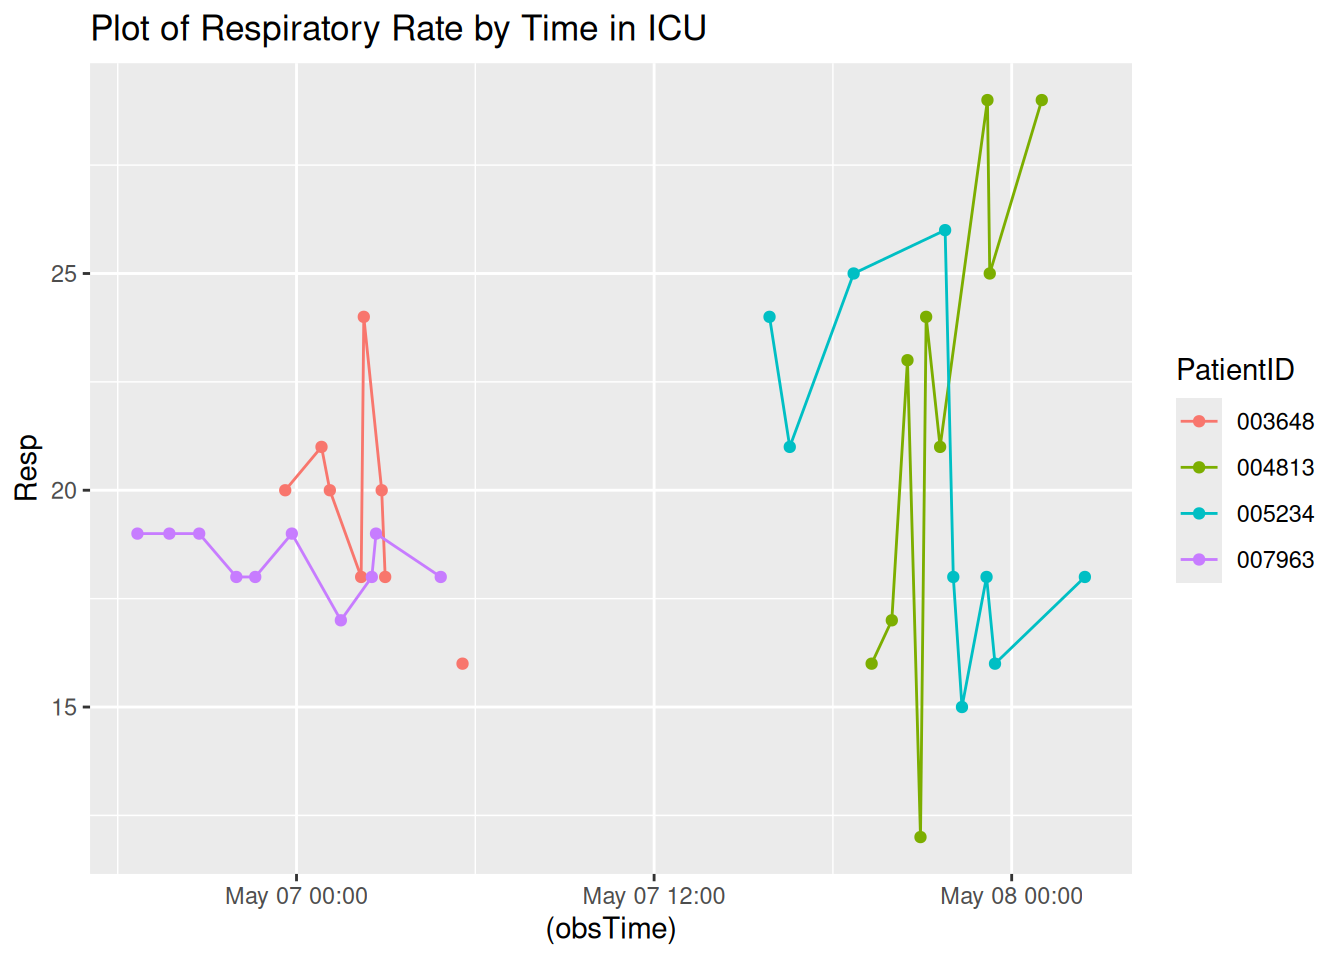 Plot of Respiratory Rate by Time in ICU
Resp
25
20
15
May 07 00:00
May 07 12:00
May 08 00:00
(obsTime)
PatientID
003648
004813
005234
007963